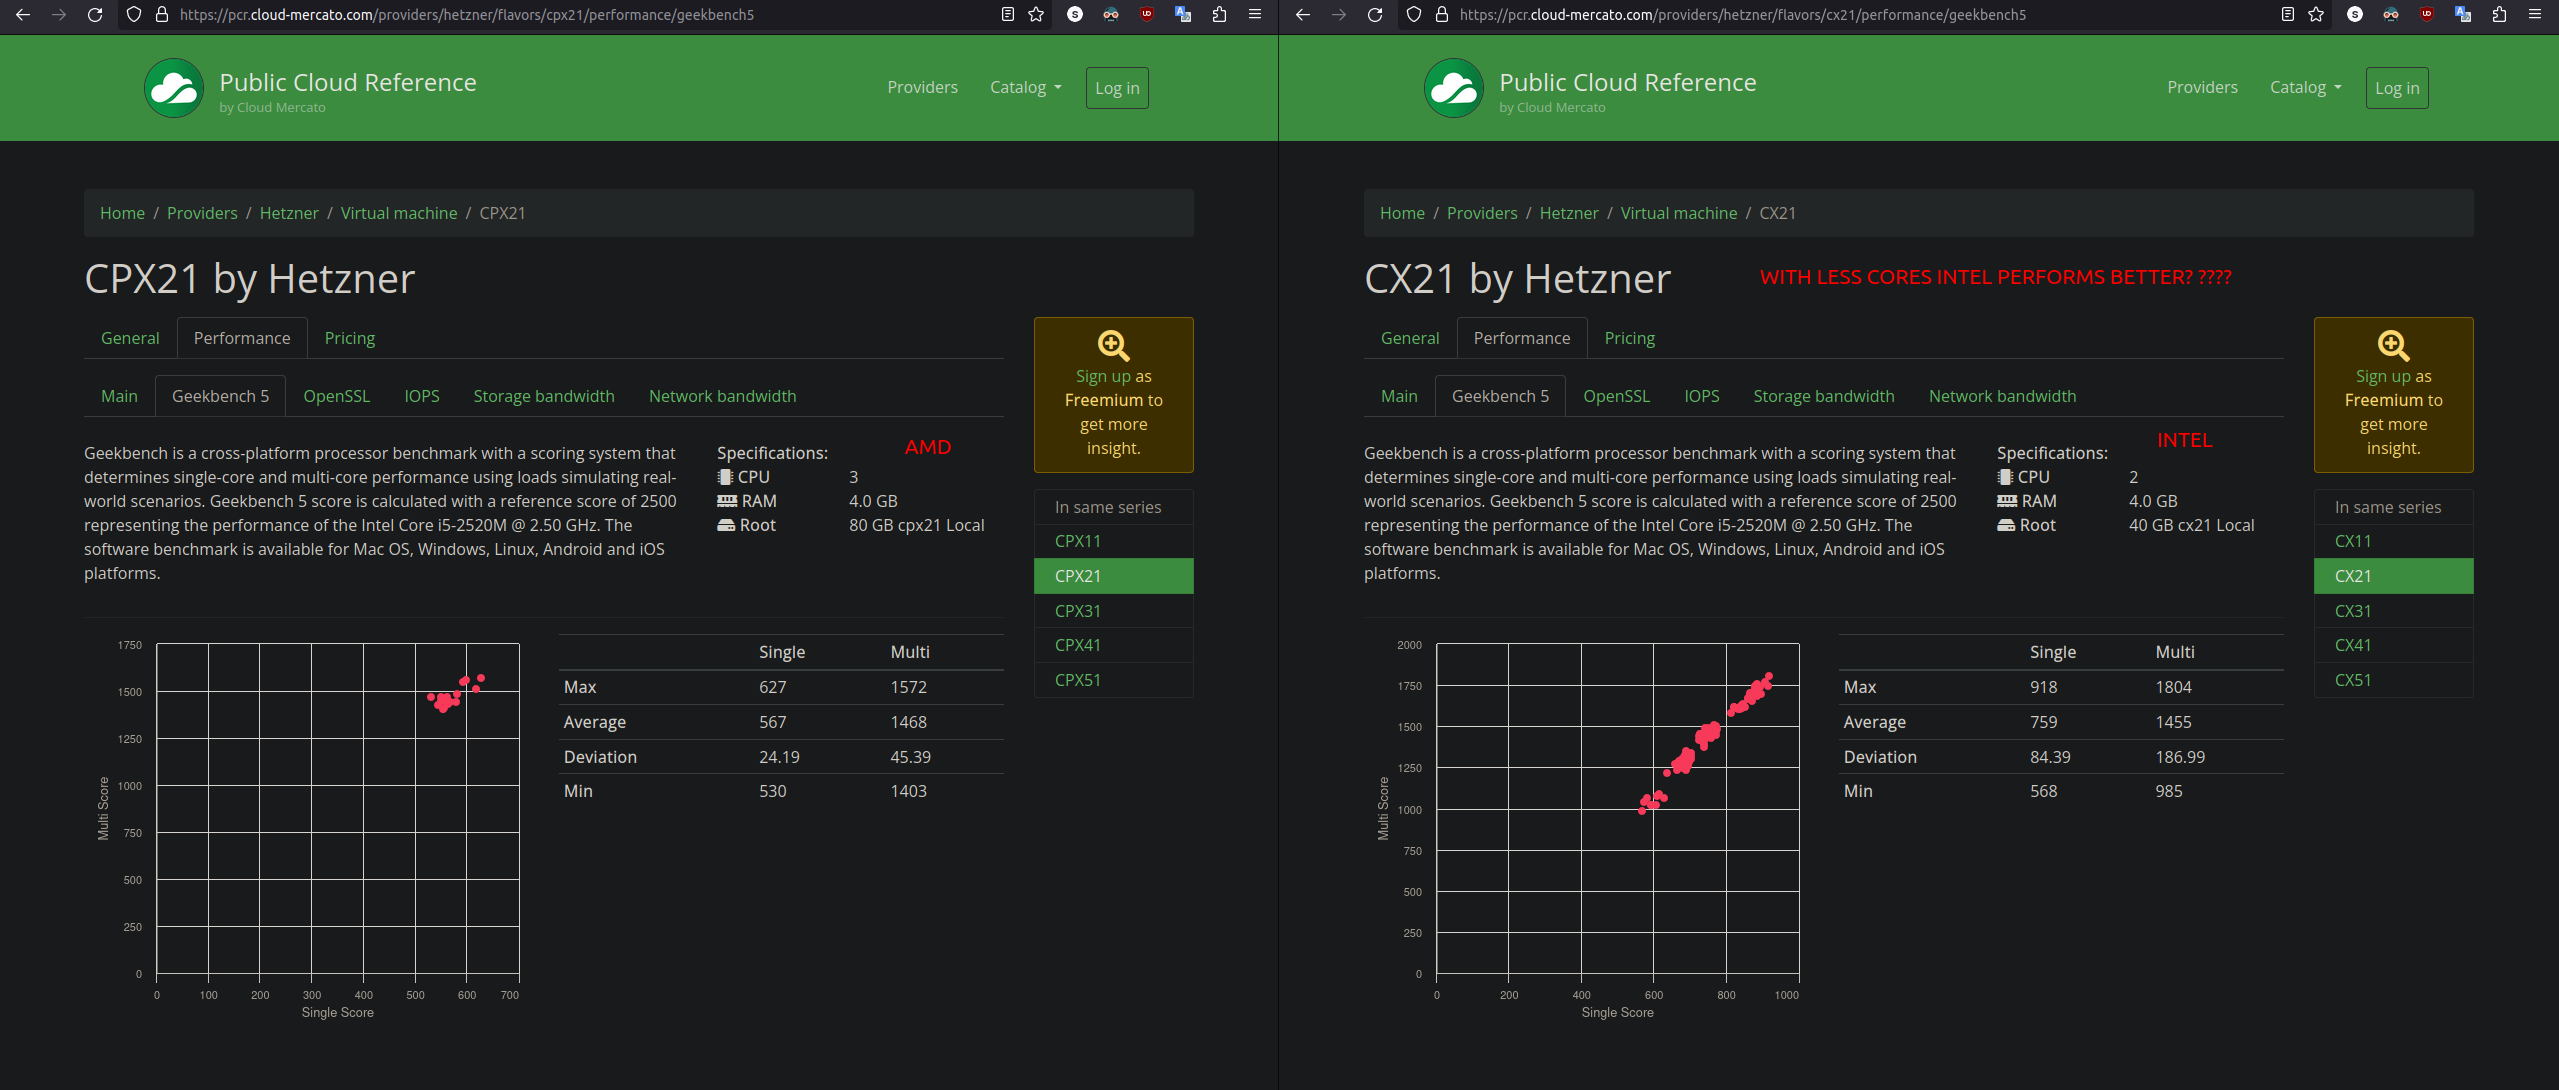 https://pcr.cloud-mercato.com/providers/hetzner/flavors/cpx21/performance/geekbench5
Public Cloud Reference
by Cloud Mercato
Providers
Catalog
Log in
Home / Providers / Hetzner / Virtual machine / CPX21
CPX21 by Hetzner
General
Performance
Pricing
Main
Geekbench 5
OpenSSL
IOPS
Storage bandwidth
Network bandwidth
Geekbench is a cross-platform processor benchmark with a scoring system that
determines single-core and multi-core performance using loads simulating real-
world scenarios. Geekbench 5 score is calculated with a reference score of 2500
representing the performance of the Intel Core i5-2520M @ 2.50 GHz. The
software benchmark is available for Mac OS, Windows, Linux, Android and iOS
platforms.
Specifications:
AMD
CPU 3
RAM 4.0 GB
Root 80 GB cpx21 Local
Sign up as
Freemium to
get more
insight.
In same series
CPX11
CPX21
CPX31
CPX41
CPX51
1750
1500
1250
1000
750
500
250
0
Multi Score
0 100 200 300 400 500 600 700
Single Score
Single Multi
Max 627 1572
Average 567 1468
Deviation 24.19 45.39
Min 530 1403
https://pcr.cloud-mercato.com/providers/hetzner/flavors/cx21/performance/geekbench5
Public Cloud Reference
by Cloud Mercato
Providers
Catalog
Log in
Home / Providers / Hetzner / Virtual machine / CX21
CX21 by Hetzner
WITH LESS CORES INTEL PERFORMS BETTER? ????
General
Performance
Pricing
Main
Geekbench 5
OpenSSL
IOPS
Storage bandwidth
Network bandwidth
Geekbench is a cross-platform processor benchmark with a scoring system that
determines single-core and multi-core performance using loads simulating real-
world scenarios. Geekbench 5 score is calculated with a reference score of 2500
representing the performance of the Intel Core i5-2520M @ 2.50 GHz. The
software benchmark is available for Mac OS, Windows, Linux, Android and iOS
platforms.
Specifications:
INTEL
CPU 2
RAM 4.0 GB
Root 40 GB cx21 Local
Sign up as
Freemium to
get more
insight.
In same series
CX11
CX21
CX31
CX41
CX51
2000
1750
1500
1250
1000
750
500
250
0
Multi Score
0 200 400 600 800 1000
Single Score
Single Multi
Max 918 1804
Average 759 1455
Deviation 84.39 186.99
Min 568 985